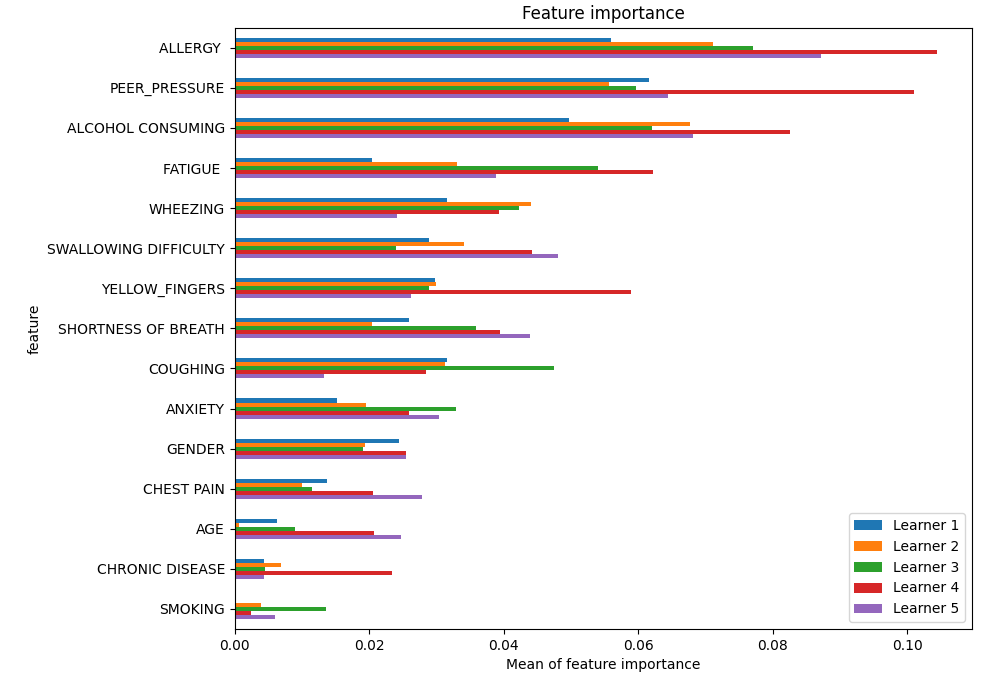 Feature importance
ALLERGY
PEER_PRESSURE
ALCOHOL CONSUMING
FATIGUE
WHEEZING
SWALLOWING DIFFICULTY
YELLOW_FINGERS
SHORTNESS OF BREATH
COUGHING
ANXIETY
GENDER
CHEST PAIN
AGE
CHRONIC DISEASE
SMOKING
feature
Learner 1
Learner 2
Learner 3
Learner 4
Learner 5
0.00 0.02 0.04 0.06 0.08 0.10
Mean of feature importance